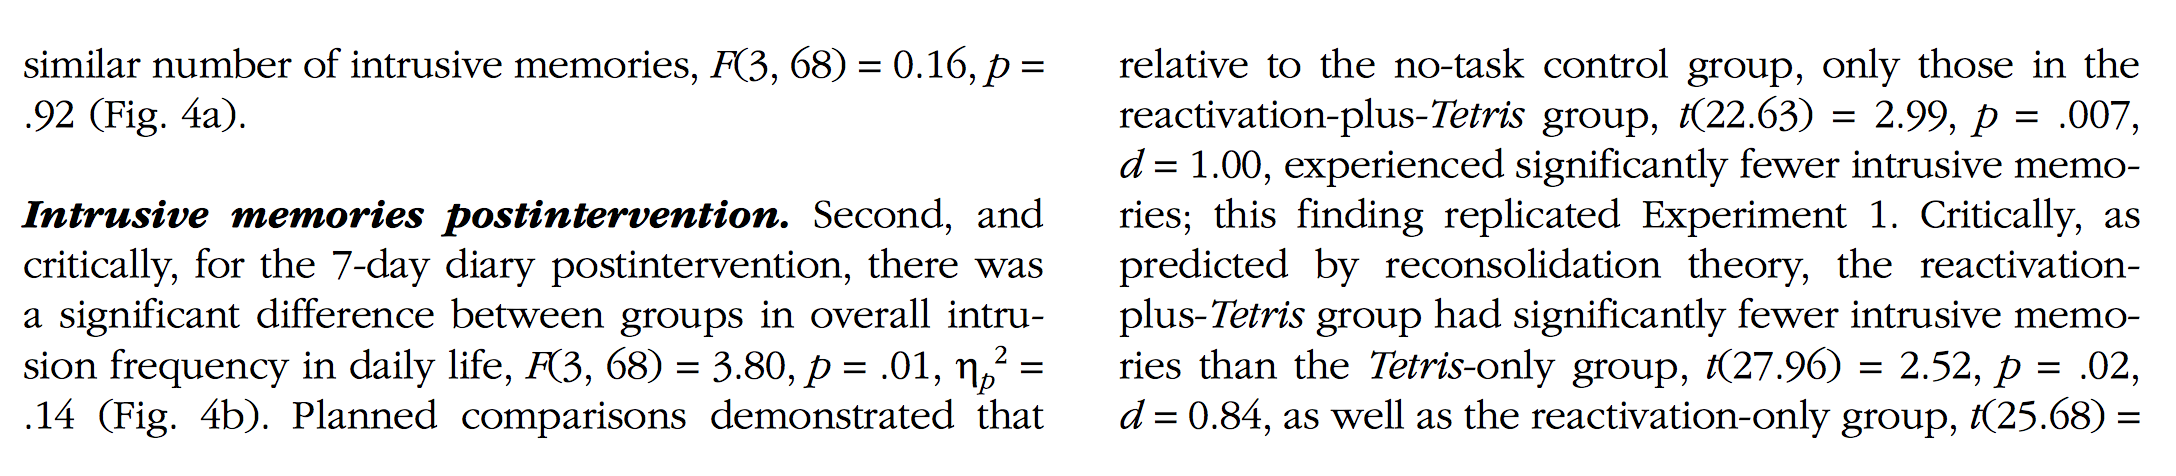 similar number of intrusive memories, F(3, 68) = 0.16, p =
.92 (Fig. 4a).
Intrusive memories postintervention. Second, and
critically, for the 7-day diary postintervention, there was
a significant difference between groups in overall intru-
sion frequency in daily life, F(3, 68) = 3.80, p = .01, ηp² =
.14 (Fig. 4b). Planned comparisons demonstrated that
relative to the no-task control group, only those in the
reactivation-plus-Tetris group, t(22.63) = 2.99, p = .007,
d = 1.00, experienced significantly fewer intrusive memo-
ries; this finding replicated Experiment 1. Critically, as
predicted by reconsolidation theory, the reactivation-
plus-Tetris group had significantly fewer intrusive memo-
ries than the Tetris-only group, t(27.96) = 2.52, p = .02,
d = 0.84, as well as the reactivation-only group, t(25.68) =